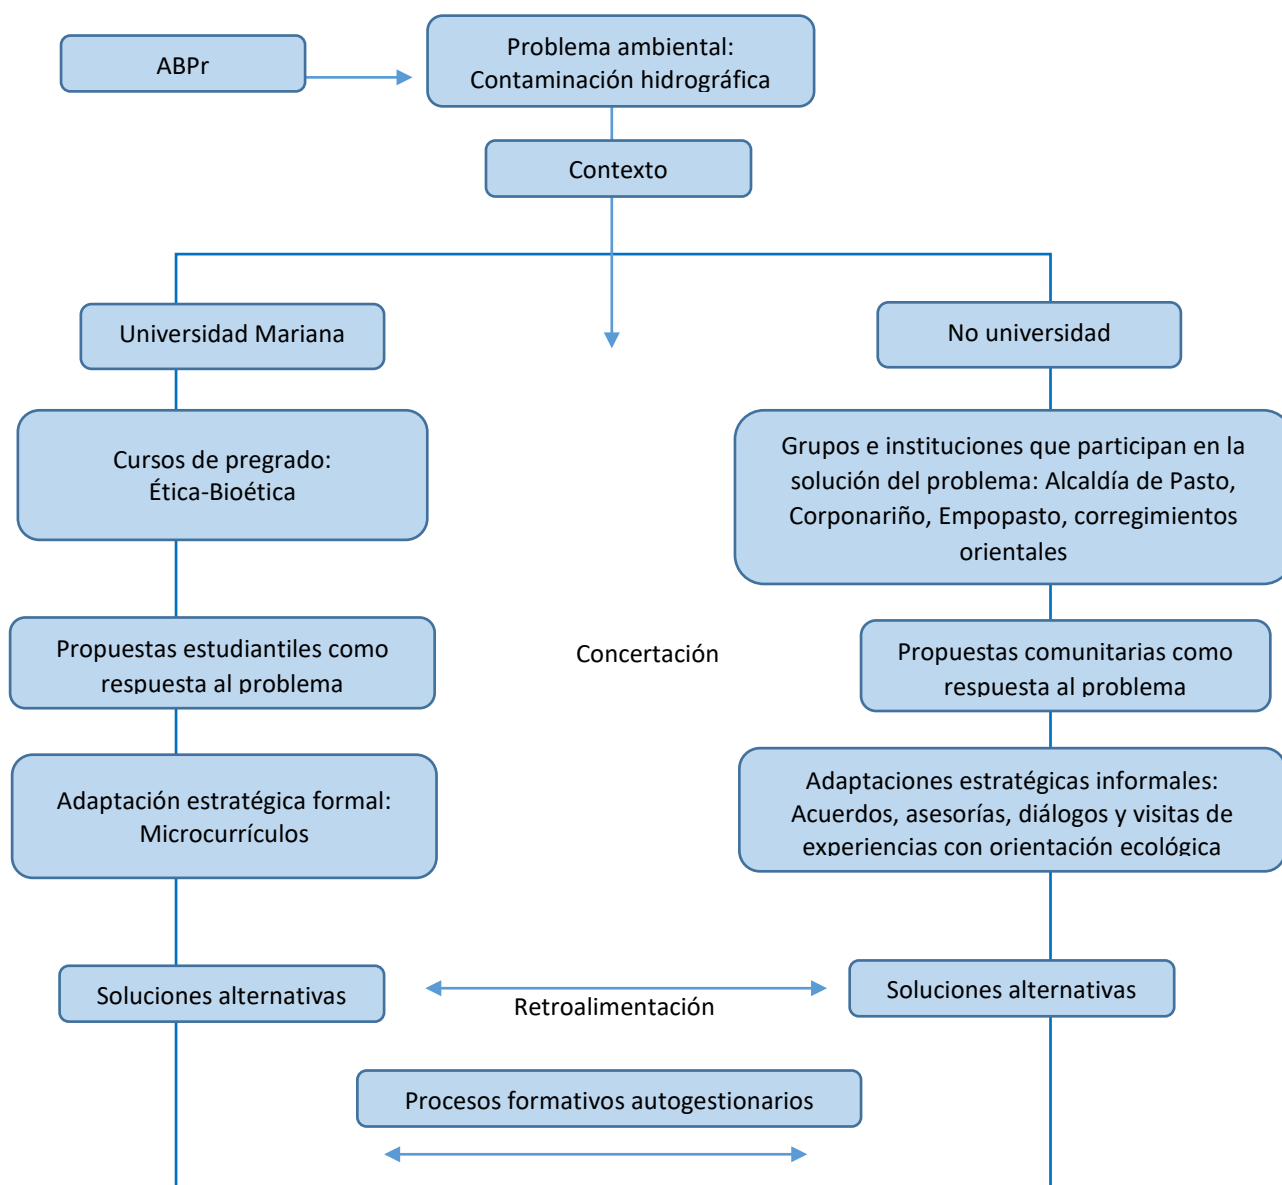 ABPr
Problema ambiental:
Contaminación hidrográfica
Contexto
Universidad Mariana
No universidad
Cursos de pregrado:
Ética-Bioética
Grupos e instituciones que participan en la
solución del problema: Alcaldía de Pasto,
Corponariño, Empopasto, corregimientos
orientales
Propuestas estudiantiles como
respuesta al problema
Concertación
Propuestas comunitarias como
respuesta al problema
Adaptación estratégica formal:
Microcurrículos
Adaptaciones estratégicas informales:
Acuerdos, asesorías, diálogos y visitas de
experiencias con orientación ecológica
Soluciones alternativas
Retroalimentación
Soluciones alternativas
Procesos formativos autogestionarios